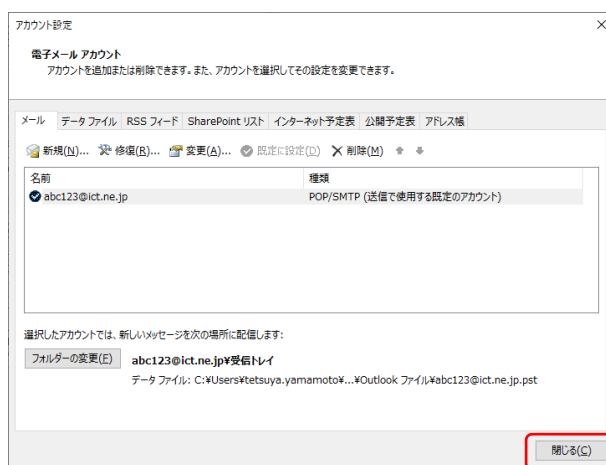 アカウント設定
電子メール アカウント
アカウントを追加または削除できます。また、アカウントを選択してその設定を変更できます。
メール データ ファイル RSS フィード SharePoint リスト インターネット予定表 公開予定表 アドレス帳
新規(N)... 修復(R)... 変更(A)... 既定に設定(D) 削除(M)
名前 種類
abc123@ict.ne.jp POP/SMTP (送信で使用する既定のアカウント)
選択したアカウントでは、新しいメッセージを次の場所に配信します:
フォルダーの変更(F) abc123@ict.ne.jp¥受信トレイ
データ ファイル: C:¥Users¥tetsuya.yamamoto¥...¥Outlook ファイル¥abc123@ict.ne.jp.pst
閉じる(C)